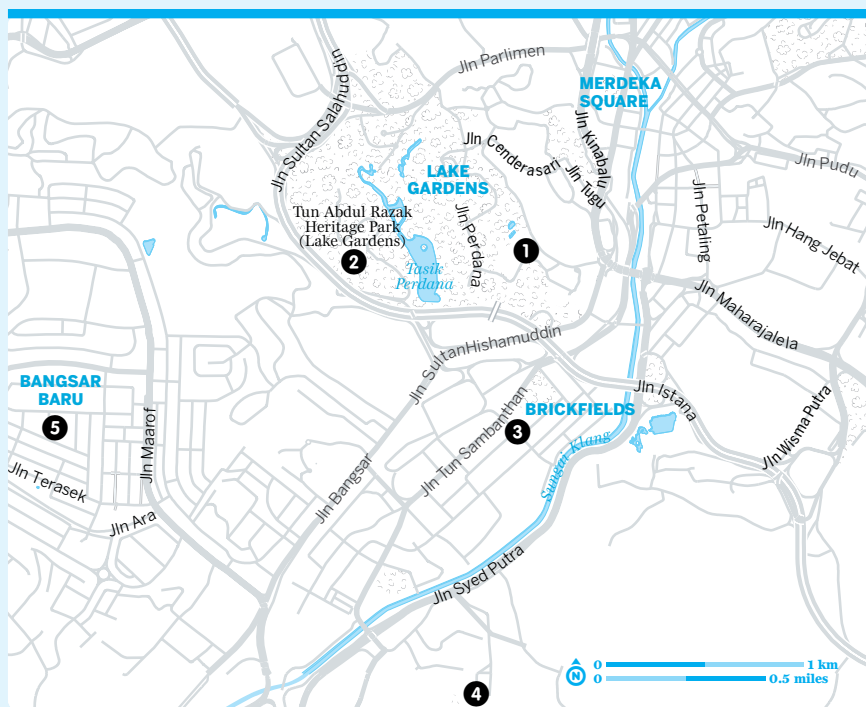 Jln Parlimen
Jln Sultan Salahuddin
MERDEKA
SQUARE
Jln Kinabalu
Jln Cenderasari
Jln Tugu
Jln Pudu
LAKE
GARDENS
Jln Petaling
Tun Abdul Razak
Heritage Park
(Lake Gardens)
Jln Perdana
Jln Hang Jebat
1
2
Tasik
Perdana
Jln Maharajalela
Jln SultanHishamuddin
BANGSAR
BARU
5
Jln Maarof
Jln Istana
BRICKFIELDS
3
Jln Tun Sambanthan
Jln Wisma Putra
Sungai Klang
Jln Bangsar
Jln Terasek
Jln Ara
Jln Syed Putra
4
N
0 1 km
0 0.5 miles